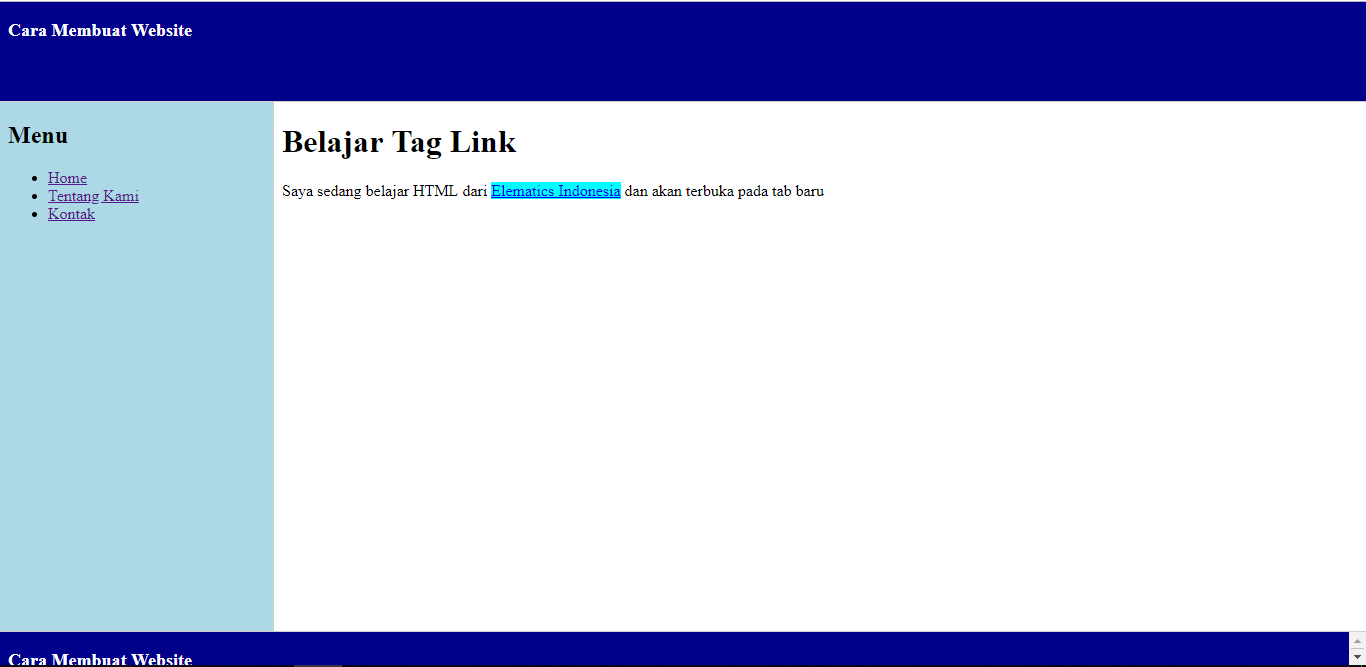 Cara Membuat Website
Menu
Home
Tentang Kami
Kontak
Belajar Tag Link
Saya sedang belajar HTML dari Elematics Indonesia dan akan terbuka pada tab baru
Cara Membuat Website